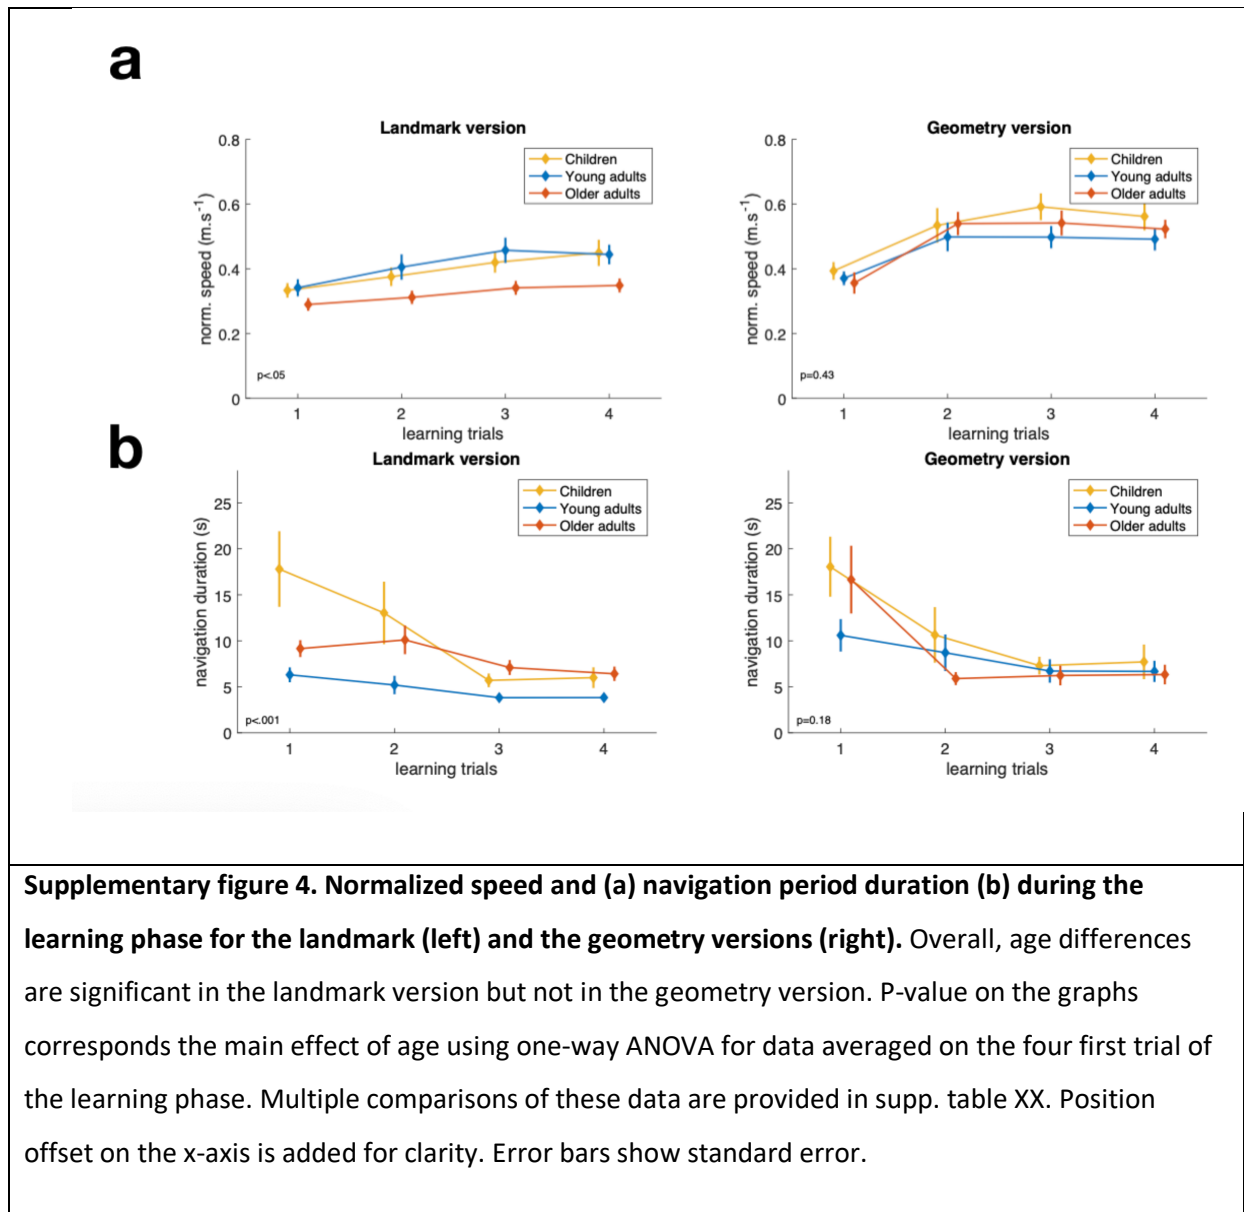 a
Landmark version
0.8
0.6
0.4
0.2
0
norm. speed (m.s-1)
Children
Young adults
Older adults
p<.05
1 2 3 4
learning trials
Geometry version
0.8
0.6
0.4
0.2
0
norm. speed (m.s-1)
Children
Young adults
Older adults
p=0.43
1 2 3 4
learning trials
b
Landmark version
25
20
15
10
5
0
navigation duration (s)
Children
Young adults
Older adults
p<.001
1 2 3 4
learning trials
Geometry version
25
20
15
10
5
0
navigation duration (s)
Children
Young adults
Older adults
p=0.18
1 2 3 4
learning trials
Supplementary figure 4. Normalized speed and (a) navigation period duration (b) during the
learning phase for the landmark (left) and the geometry versions (right). Overall, age differences
are significant in the landmark version but not in the geometry version. P-value on the graphs
corresponds the main effect of age using one-way ANOVA for data averaged on the four first trial of
the learning phase. Multiple comparisons of these data are provided in supp. table XX. Position
offset on the x-axis is added for clarity. Error bars show standard error.